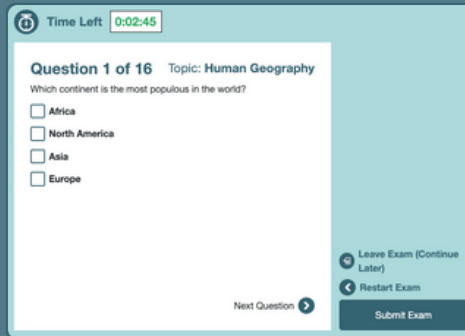 Time Left 0:02:45
Question 1 of 16 Topic: Human Geography
Which continent is the most populous in the world?
Africa
North America
Asia
Europe
Next Question
Leave Exam (Continue
Later)
Restart Exam
Submit Exam